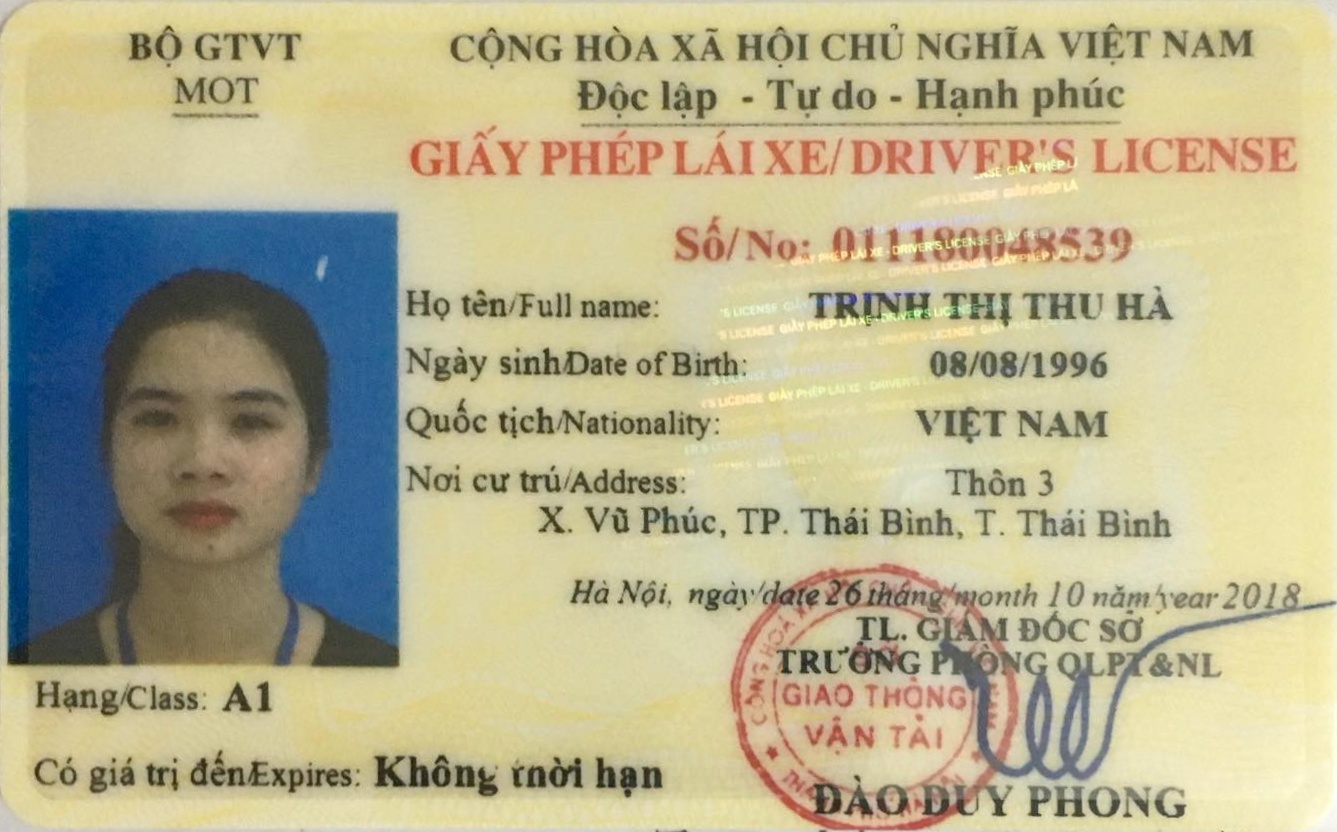 BỘ GTVT
MOT
CỘNG HÒA XÃ HỘI CHỦ NGHĨA VIỆT NAM
Độc lập - Tự do - Hạnh phúc
GIẤY PHÉP LÁI XE/ DRIVER'S LICENSE
Số/No: 011180048539
Họ tên/Full name: TRỊNH THỊ THU HÀ
Ngày sinh/Date of Birth: 08/08/1996
Quốc tịch/Nationality: VIỆT NAM
Nơi cư trú/Address: Thôn 3
X. Vũ Phúc, TP. Thái Bình, T. Thái Bình
Hà Nội, ngày/date 26 tháng/month 10 năm/year 2018
TL. GIÁM ĐỐC SỞ
TRƯỞNG PHÒNG QLPT&NL
GIAO THÔNG
VẬN TẢI
ĐÀO DUY PHONG
Hạng/Class: A1
Có giá trị đến/Expires: Không thời hạn